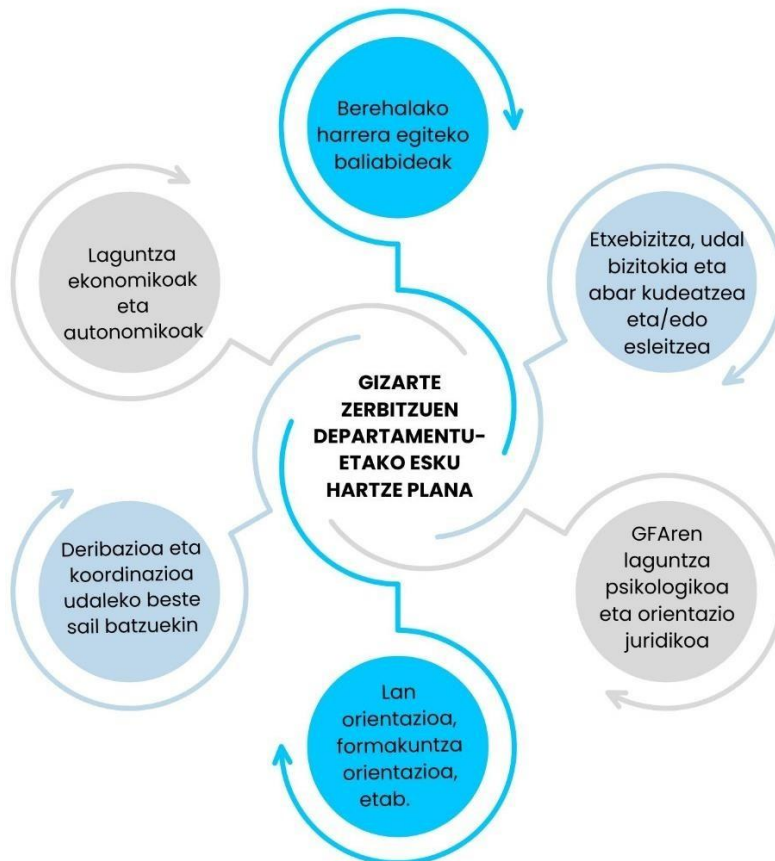 Berehalako
harrera egiteko
baliabideak
Laguntza
ekonomikoak
eta
autonomikoak
Etxebizitza, udal
bizitokia eta
abar kudeatzea
eta/edo
esleitzea
GIZARTE
ZERBITZUEN
DEPARTAMENTU-
ETAKO ESKU
HARTZE PLANA
Deribazioa eta
koordinazioa
udaleko beste
sail batzuekin
GFAren
laguntza
psikologikoa
eta orientazio
juridikoa
Lan
orientazioa,
formakuntza
orientazioa,
etab.